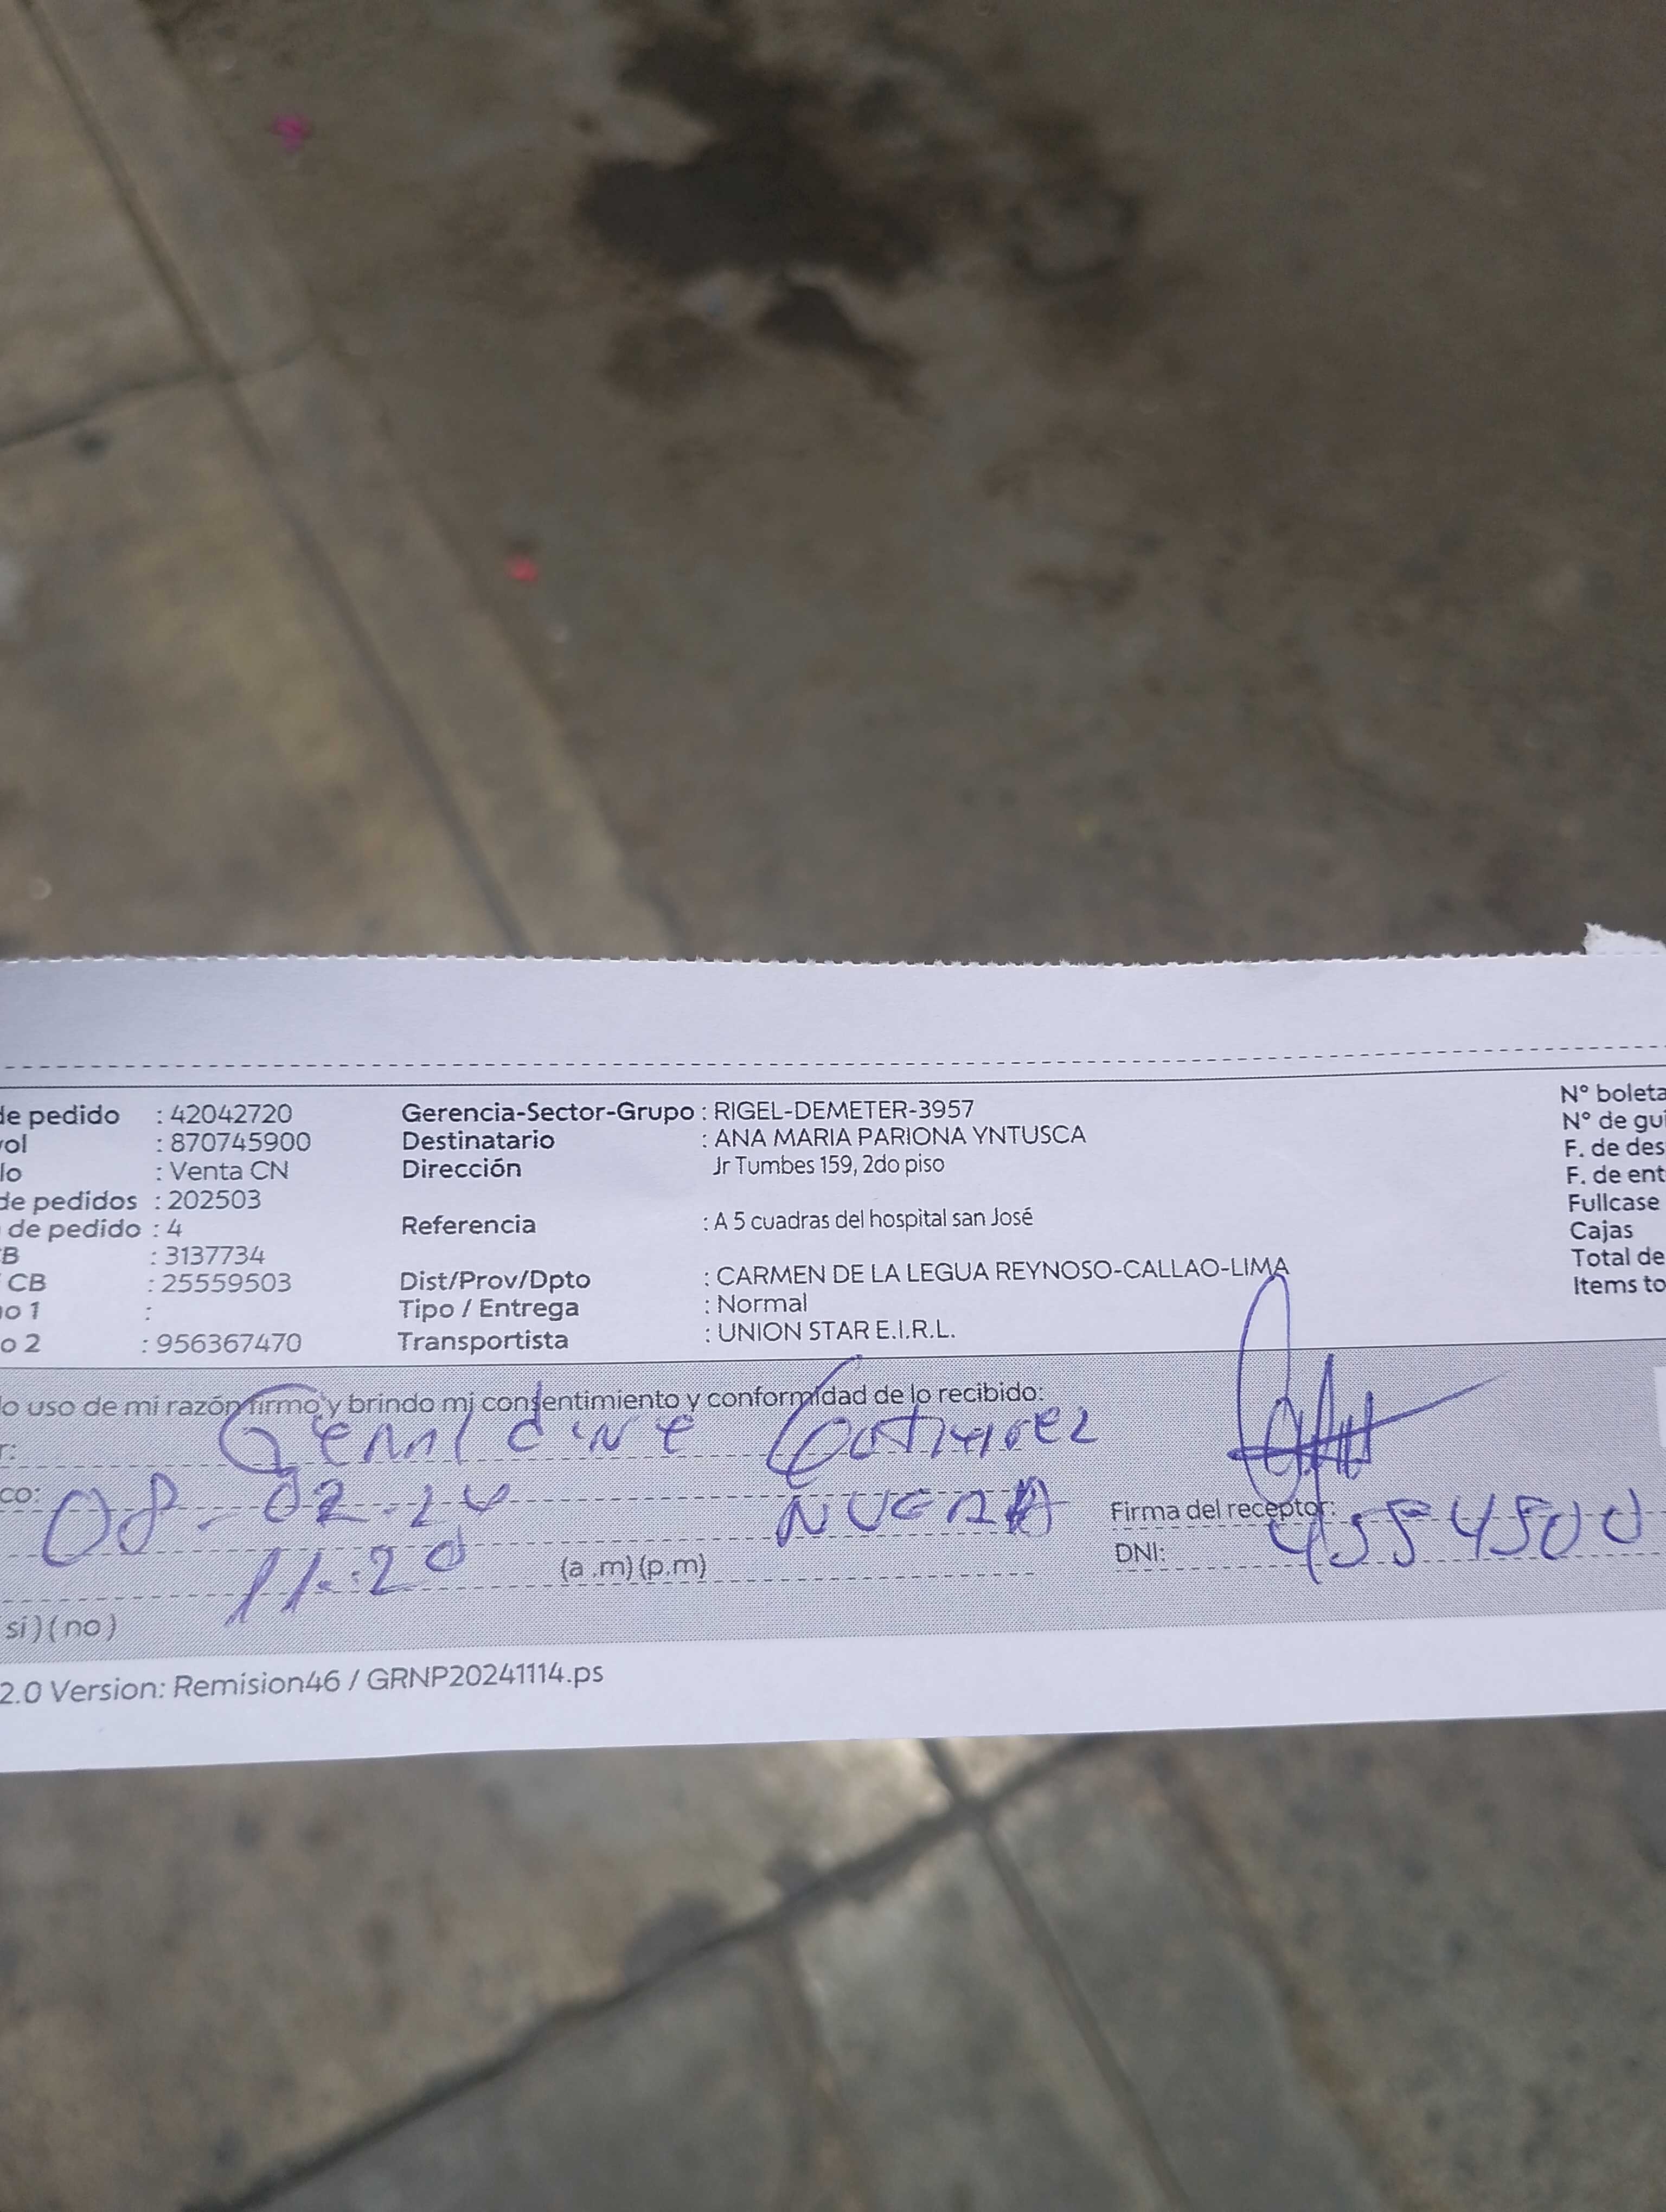 de pedido : 42042720 Gerencia-Sector-Grupo : RIGEL-DEMETER-3957 N° boleta
vol : 870745900 Destinatario : ANA MARIA PARIONA YNTUSCA N° de gui
lo : Venta CN Dirección Jr Tumbes 159, 2do piso F. de des
de pedidos : 202503 F. de ent
de pedido : 4 Referencia : A 5 cuadras del hospital san José Fullcase
B : 3137734 Cajas
CB : 25559503 Dist/Prov/Dpto : CARMEN DE LA LEGUA REYNOSO-CALLAO-LIMA Total de
no 1 : Tipo / Entrega : Normal Items to
o 2 : 956367470 Transportista : UNION STAR E.I.R.L.
lo uso de mi razón firmo y brindo mi consentimiento y conformidad de lo recibido:
r:
co: 08-02- Firma del receptor:
11:20 (a .m) (p.m) DNI:
si) ( no )
2.0 Version: Remision46 / GRNP20241114.ps